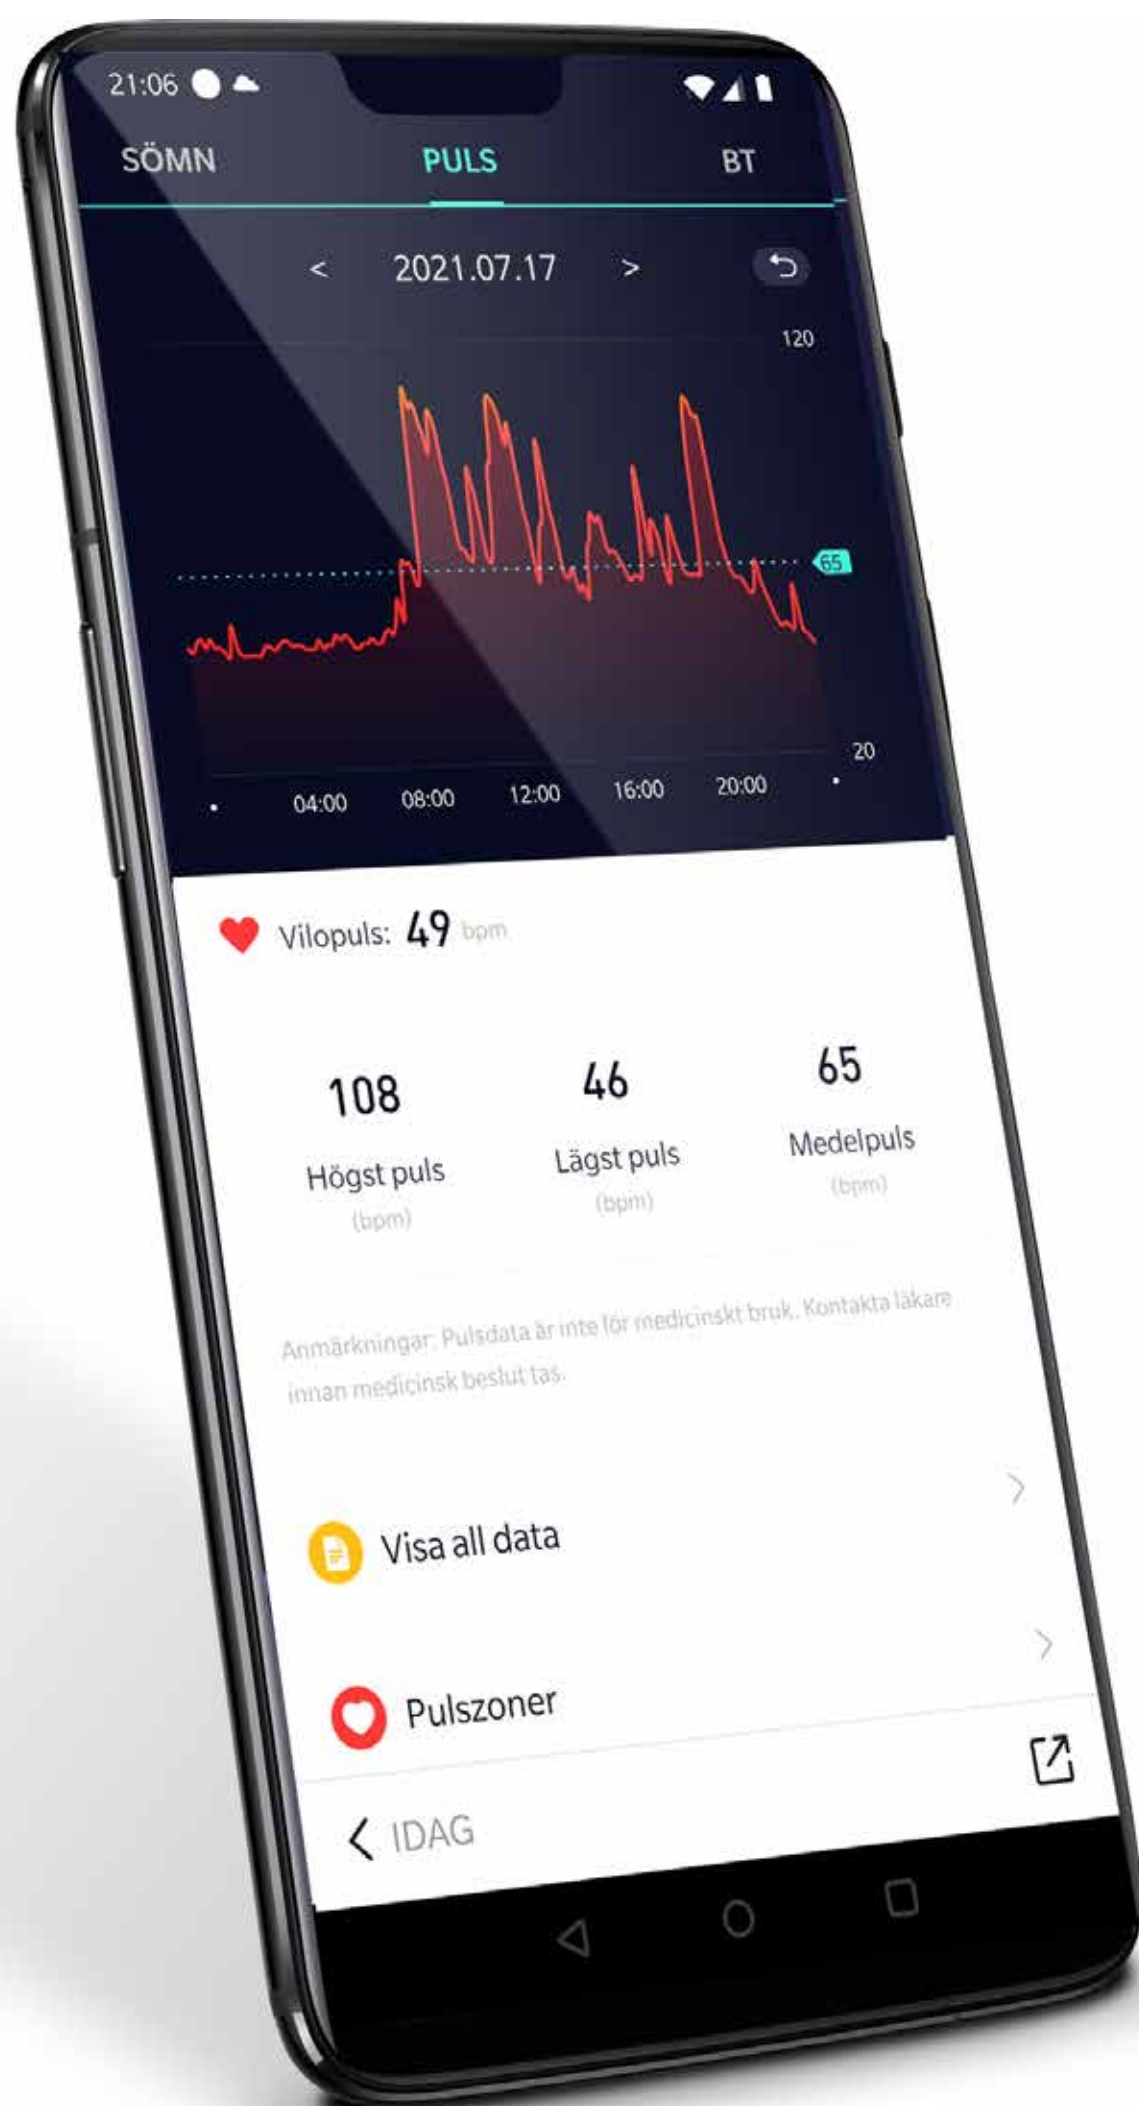 21:06
SÖMN PULS BT
< 2021.07.17 >
120
65
20
04:00 08:00 12:00 16:00 20:00
Vilopuls: 49 bpm
108 46 65
Högst puls Lägst puls Medelpuls
(bpm) (bpm) (bpm)
Anmärkningar: Pulsdata är inte för medicinskt bruk. Kontakta läkare
innan medicinsk beslut tas.
Visa all data
Pulszoner
IDAG